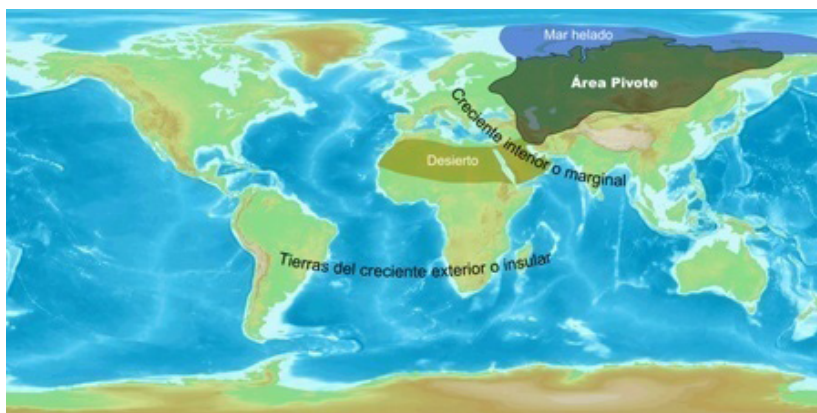 Mar helado
Área Pivote
Creciente interior o marginal
Desierto
Tierras del creciente exterior o insular